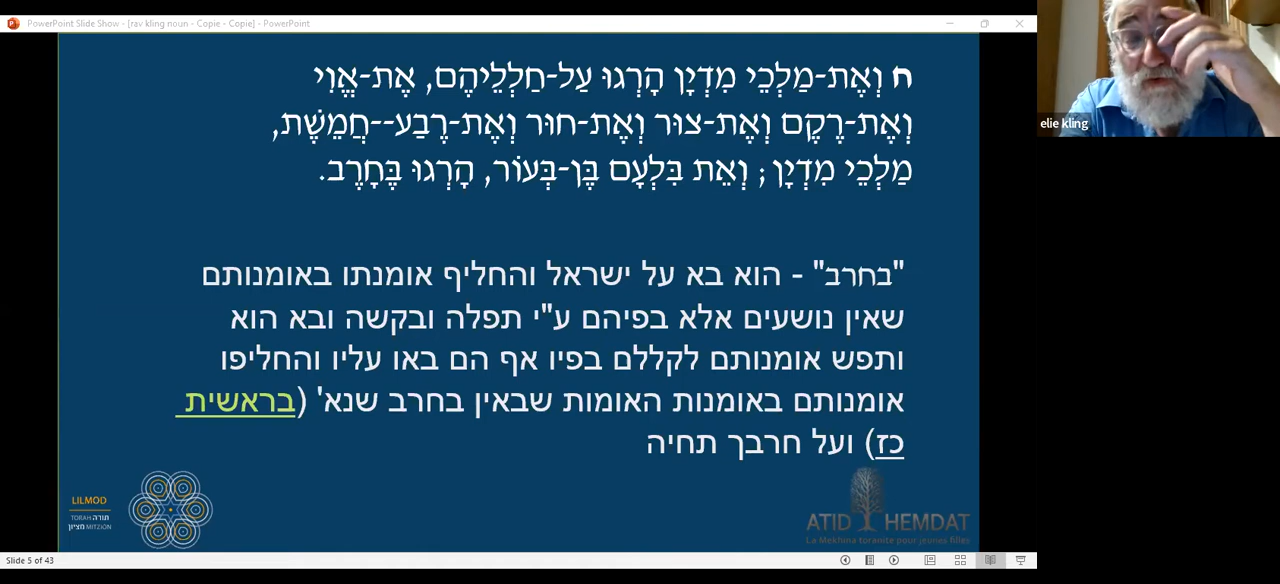 PowerPoint Slide Show - [rav kling noun - Copie - Copie] - PowerPoint
ח וְאֶת-מַלְכֵי מִדְיָן הָרְגוּ עַל-חַלְלֵיהֶם, אֶת-אֱוִי
וְאֶת-רֶקֶם וְאֶת-צוּר וְאֶת-חוּר וְאֶת-רֶבַע--חֲמֵשֶׁת,
מַלְכֵי מִדְיָן ; וְאֵת בִּלְעָם בֶּן-בְּעוֹר, הָרְגוּ בֶּחָרֶב.
"בחרב" - הוא בא על ישראל והחליף אומנתו באומנותם
שאין נושעים אלא בפיהם ע"י תפלה ובקשה ובא הוא
ותפש אומנותם לקללם בפיו אף הם באו עליו והחליפו
אומנותם באומנות האומות שבאין בחרב שנא' (בראשית
כז) ועל חרבך תחיה
LILMOD
תורה TORAH
מציון MITZION
ATID HEMDAT
La Mekhina toranite pour jeunes filles
Slide 5 of 43
elie kling